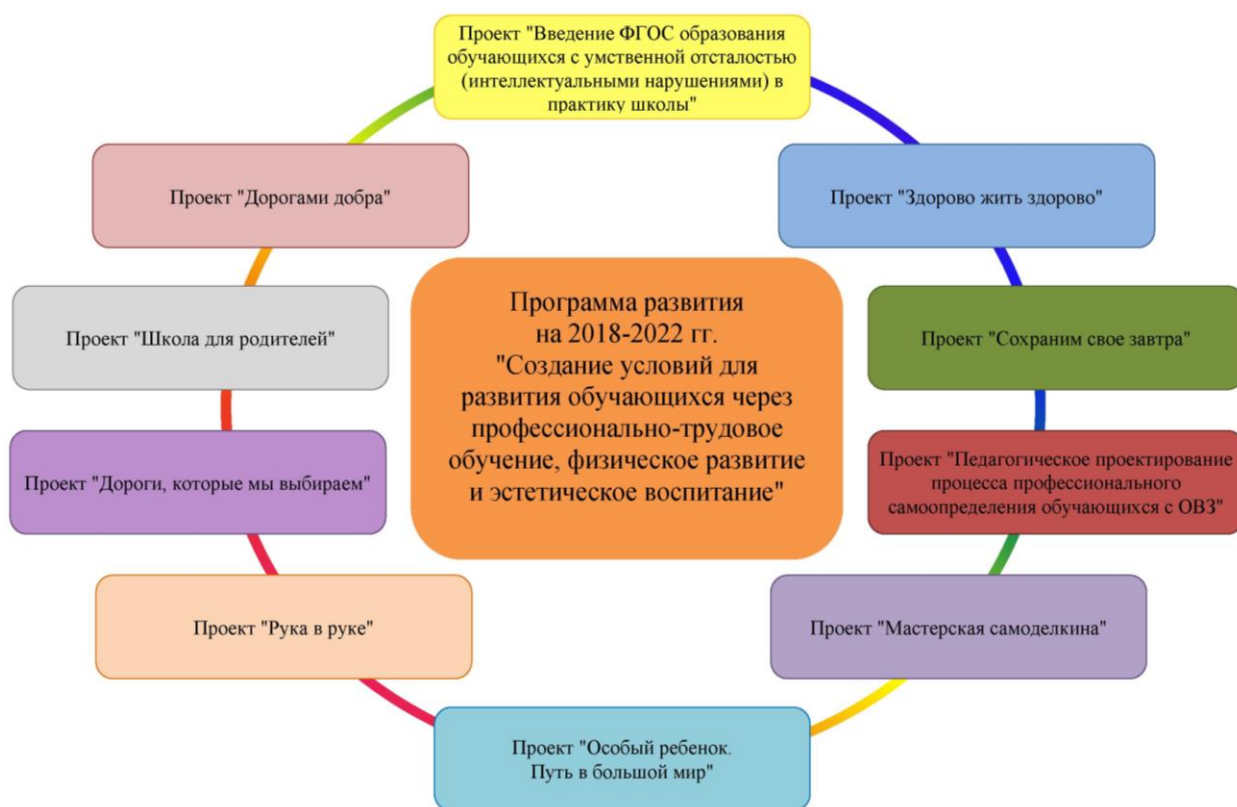 Проект "Введение ФГОС образования
обучающихся с умственной отсталостью
(интеллектуальными нарушениями) в
практику школы"
Проект "Дорогами добра"
Проект "Здорово жить здорово"
Программа развития
на 2018-2022 гг.
"Создание условий для
развития обучающихся через
профессионально-трудовое
обучение, физическое развитие
и эстетическое воспитание"
Проект "Школа для родителей"
Проект "Сохраним свое завтра"
Проект "Дороги, которые мы выбираем"
Проект "Педагогическое проектирование
процесса профессионального
самоопределения обучающихся с ОВЗ"
Проект "Рука в руке"
Проект "Мастерская самоделкина"
Проект "Особый ребенок.
Путь в большой мир"